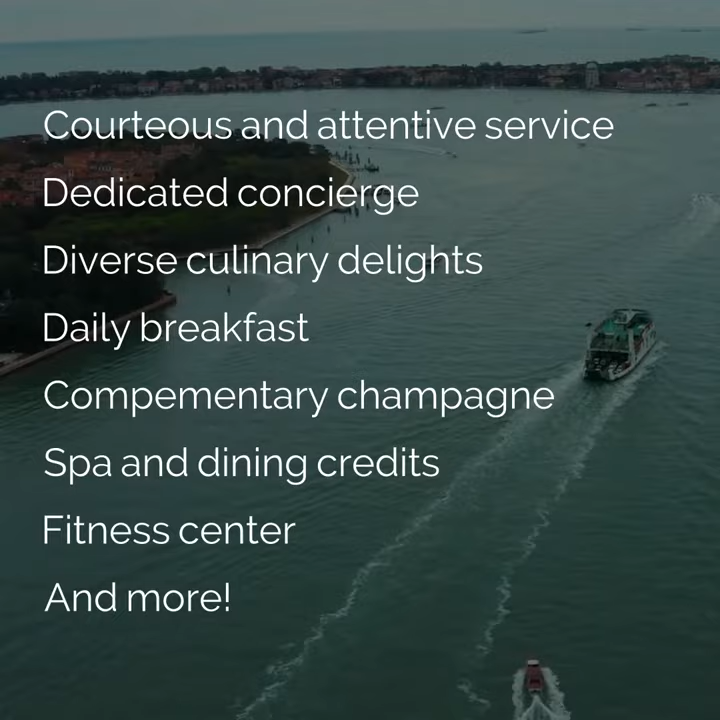 Courteous and attentive service
Dedicated concierge
Diverse culinary delights
Daily breakfast
Compementary champagne
Spa and dining credits
Fitness center
And more!